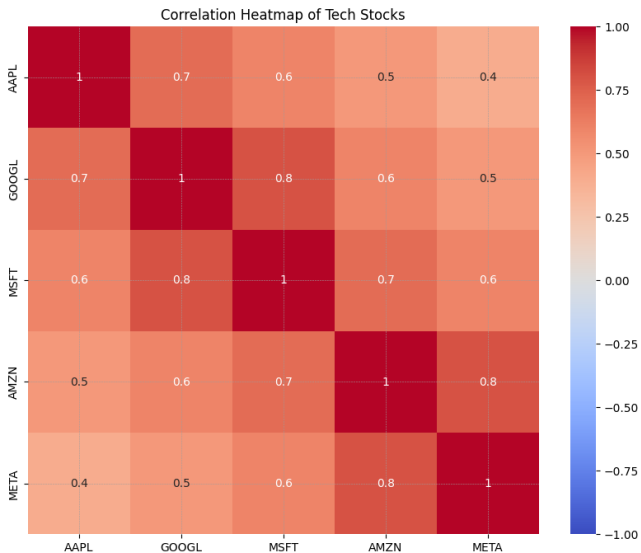 Correlation Heatmap of Tech Stocks
AAPL 1 0.7 0.6 0.5 0.4
GOOGL 0.7 1 0.8 0.6 0.5
MSFT 0.6 0.8 1 0.7 0.6
AMZN 0.5 0.6 0.7 1 0.8
META 0.4 0.5 0.6 0.8 1
AAPL GOOGL MSFT AMZN META
1.00
0.75
0.50
0.25
0.00
−0.25
−0.50
−0.75
−1.00